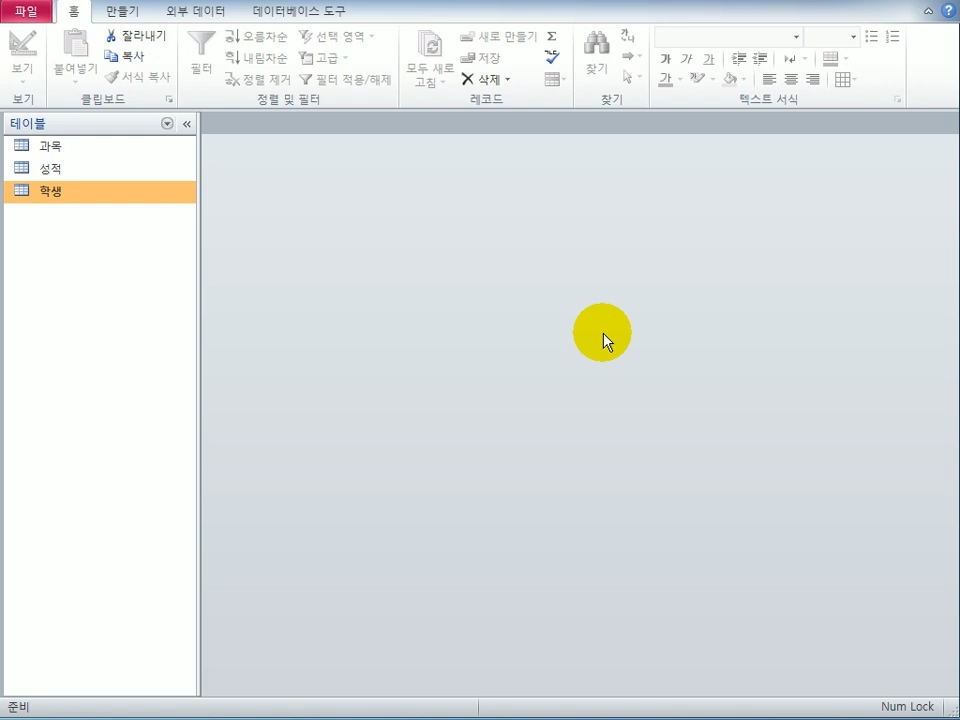 파일 홈 만들기 외부 데이터 데이터베이스 도구
보기
보기
붙여넣기
잘라내기
복사
서식 복사
클립보드
필터
오름차순
내림차순
정렬 제거
선택 영역
고급
필터 적용/해제
정렬 및 필터
모두 새로
고침
새로 만들기
저장
삭제
레코드
찾기
찾기
가 가 가
가
텍스트 서식
테이블
과목
성적
학생
준비
Num Lock